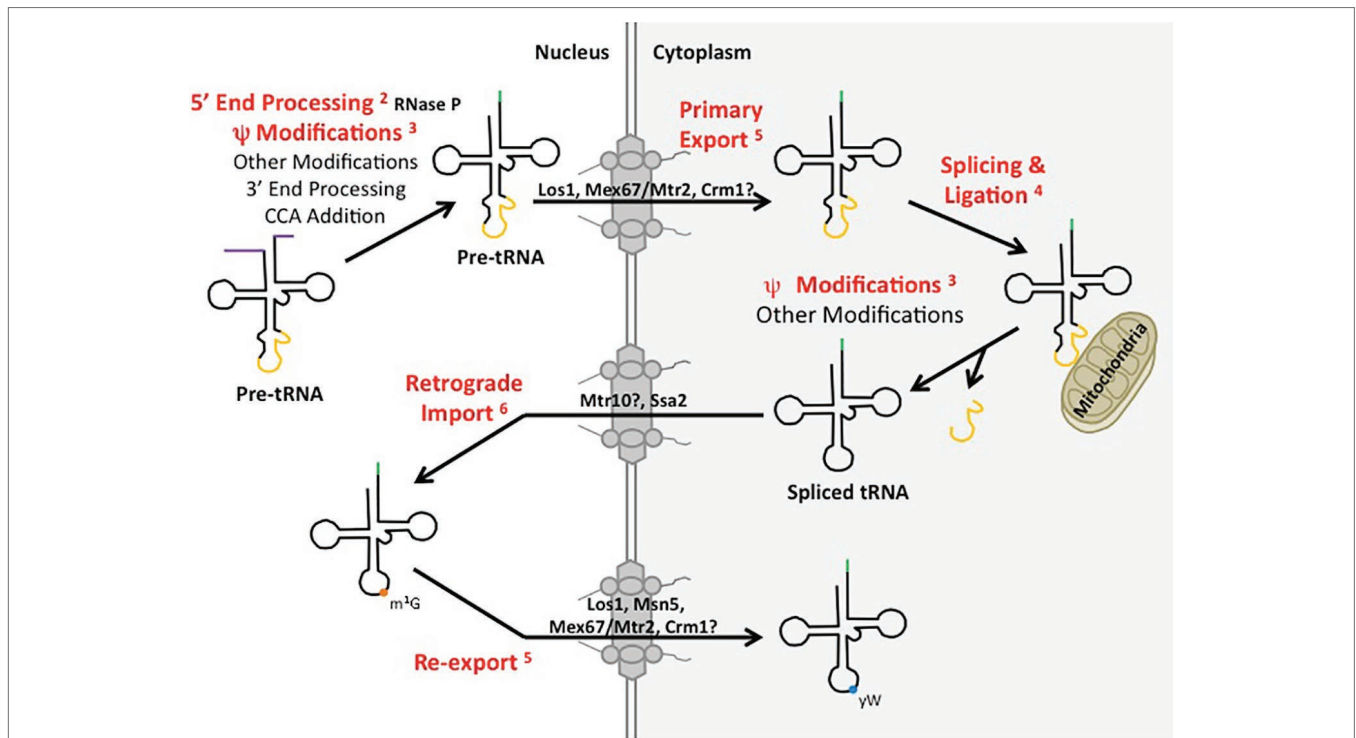 Nucleus
Cytoplasm
5' End Processing 2 RNase P
ψ Modifications 3
Other Modifications
3' End Processing
CCA Addition
Pre-tRNA
Pre-tRNA
Los1, Mex67/Mtr2, Crm1?
Primary
Export 5
Splicing &
Ligation 4
ψ Modifications 3
Other Modifications
Mitochondria
Spliced tRNA
Mtr10?, Ssa2
Retrograde
Import 6
m1G
Los1, Msn5,
Mex67/Mtr2, Crm1?
Re-export 5
yW